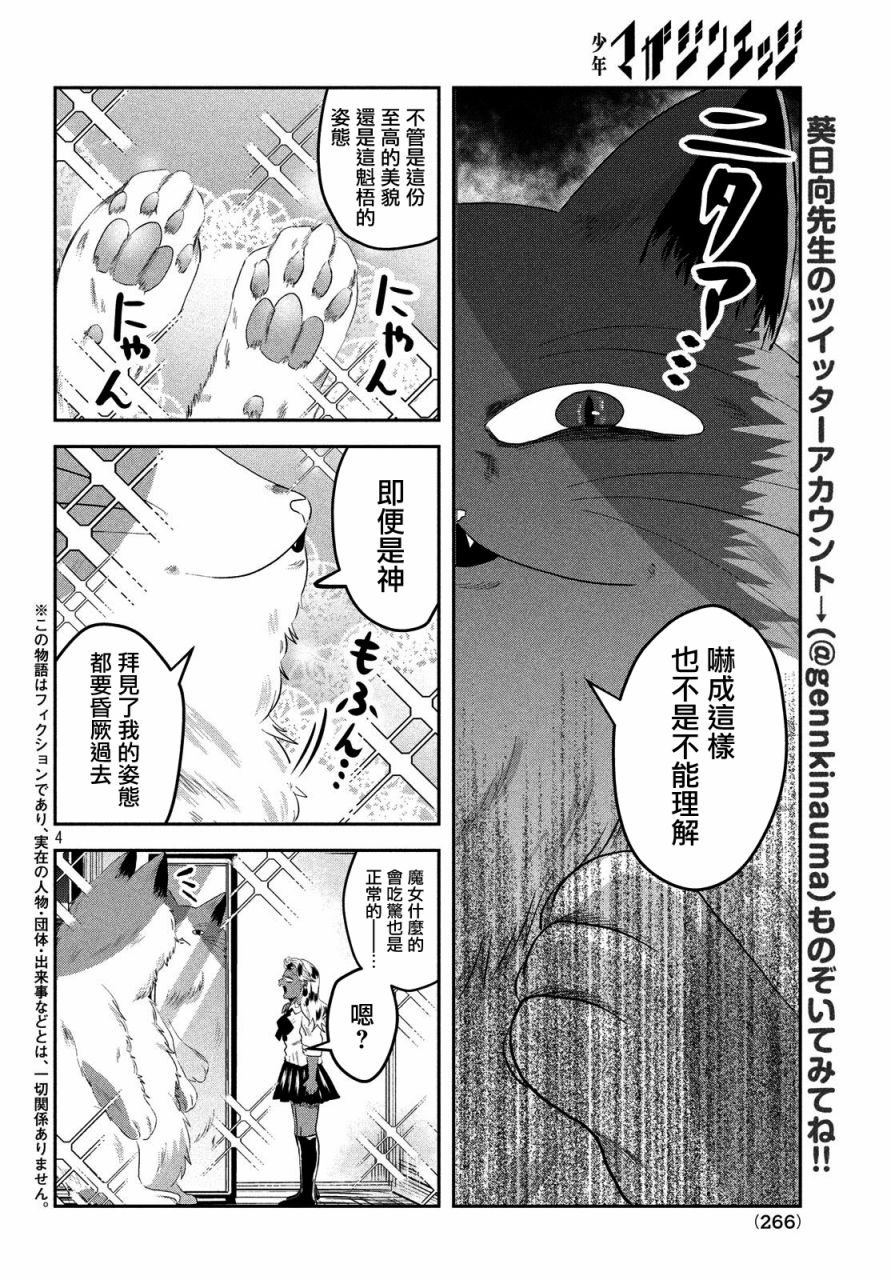 少年
マガジンエッジ
葵日向先生のツイッターアカウント→(@gennkinauma)ものぞいてみてね!!
ニタァ…
嚇成這樣
也不是不能理解
不管是這份
至高的美貌
還是這魁梧的
姿態
にゃん
にゃん
即便是神
もふん…
拜見了我的姿態
都要昏厥過去
4
魔女什麼的
會吃驚也是
正常的——…
嗯?
※この物語はフィクションであり、実在の人物・団体・出来事などとは、一切関係ありません。
(266)